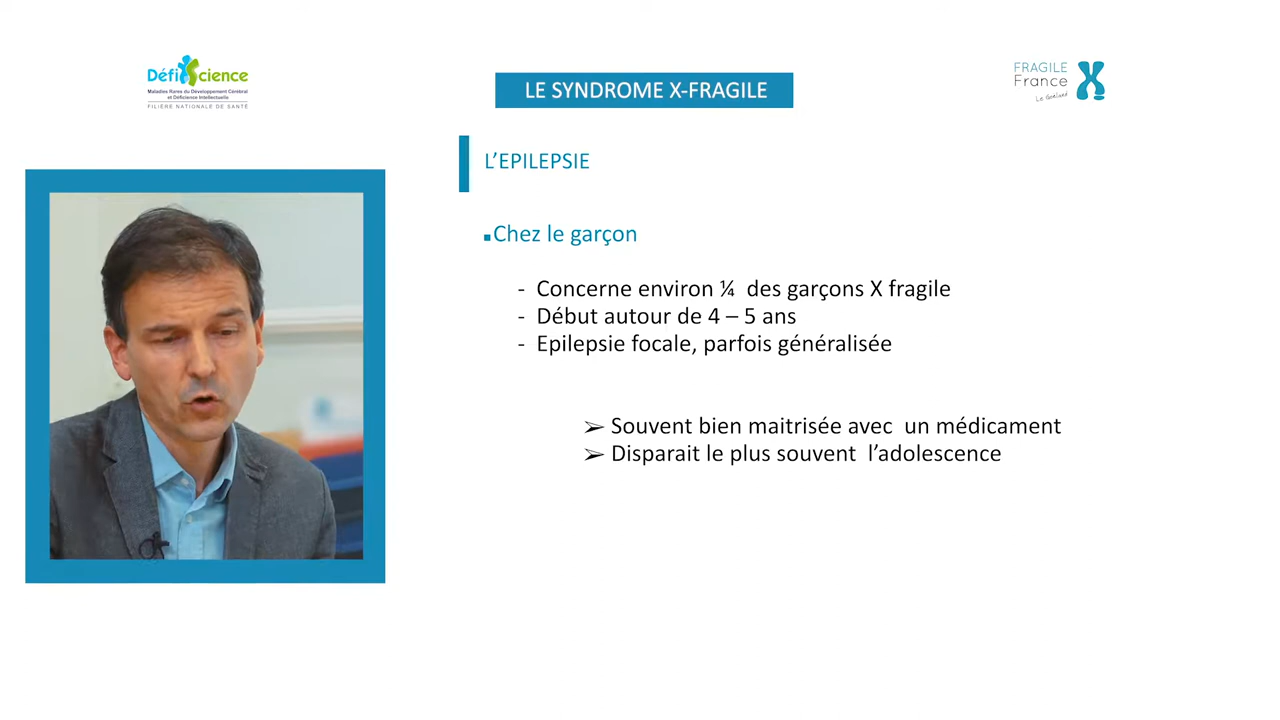 DéfiScience
Maladies Rares du Développement Cérébral
et Déficience Intellectuelle
FILIÈRE NATIONALE DE SANTÉ
LE SYNDROME X-FRAGILE
FRAGILE
France
Le Goéland
L'EPILEPSIE
Chez le garçon
- Concerne environ ¼ des garçons X fragile
- Début autour de 4 – 5 ans
- Epilepsie focale, parfois généralisée
➢ Souvent bien maitrisée avec un médicament
➢ Disparait le plus souvent l'adolescence